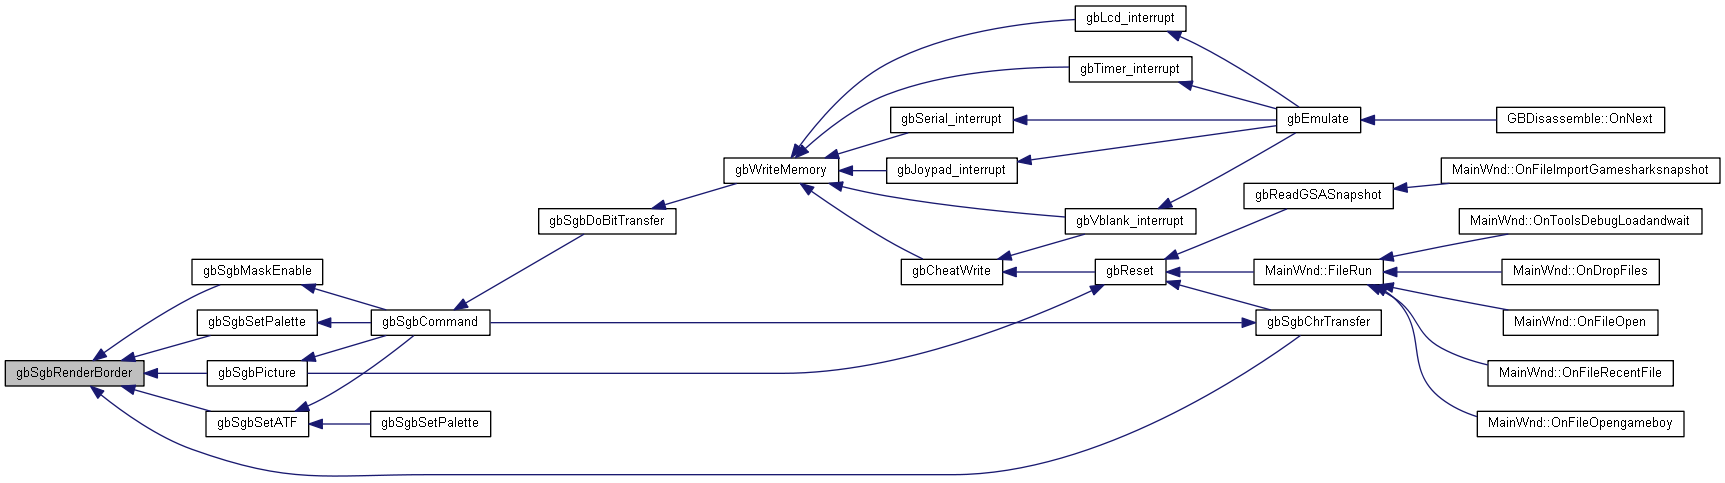 gbLcd_interrupt
gbTimer_interrupt
gbSerial_interrupt
gbEmulate
GBDisassemble::OnNext
gbWriteMemory
gbJoypad_interrupt
MainWnd::OnFileImportGamesharksnapshot
gbReadGSASnapshot
gbSgbDoBitTransfer
gbVblank_interrupt
MainWnd::OnToolsDebugLoadandwait
gbSgbMaskEnable
gbCheatWrite
gbReset
MainWnd::FileRun
MainWnd::OnDropFiles
gbSgbSetPalette
gbSgbCommand
gbSgbChrTransfer
MainWnd::OnFileOpen
gbSgbRenderBorder
gbSgbPicture
MainWnd::OnFileRecentFile
gbSgbSetATF
gbSgbSetPalette
MainWnd::OnFileOpengameboy